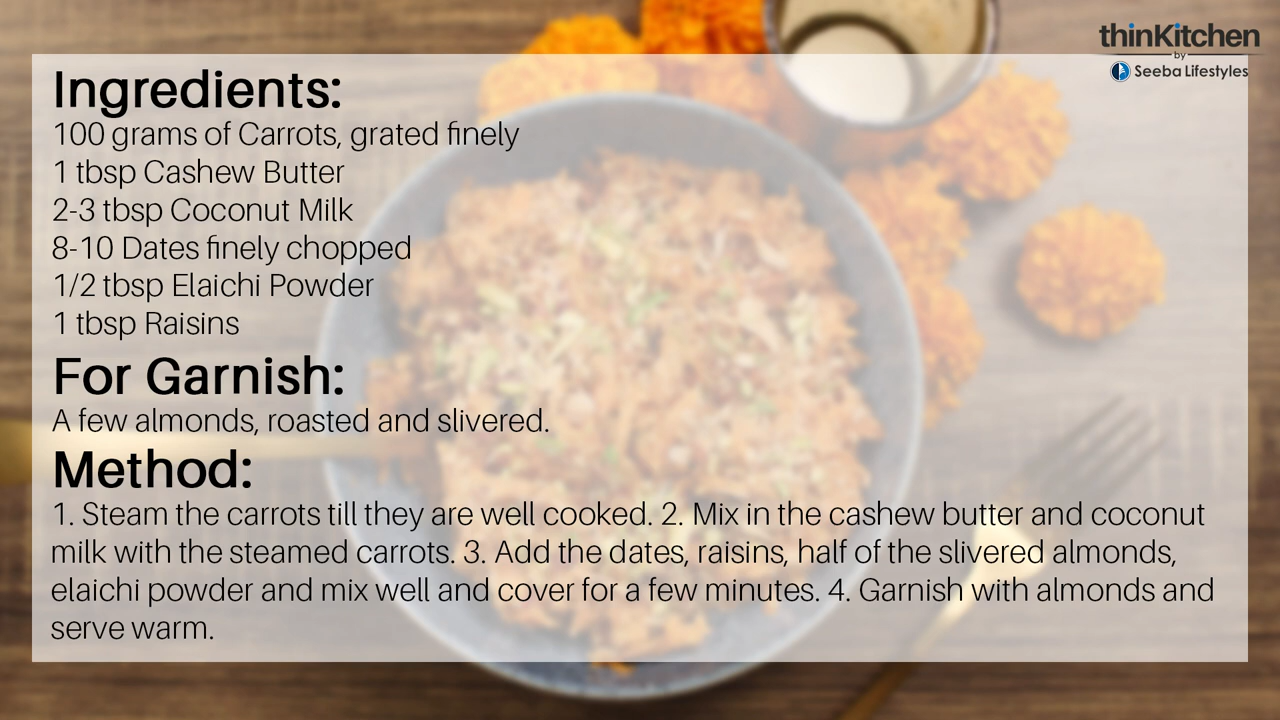 thinKitchen
by
Seeba Lifestyles
Ingredients:
100 grams of Carrots, grated finely
1 tbsp Cashew Butter
2-3 tbsp Coconut Milk
8-10 Dates finely chopped
1/2 tbsp Elaichi Powder
1 tbsp Raisins
For Garnish:
A few almonds, roasted and slivered.
Method:
1. Steam the carrots till they are well cooked. 2. Mix in the cashew butter and coconut
milk with the steamed carrots. 3. Add the dates, raisins, half of the slivered almonds,
elaichi powder and mix well and cover for a few minutes. 4. Garnish with almonds and
serve warm.